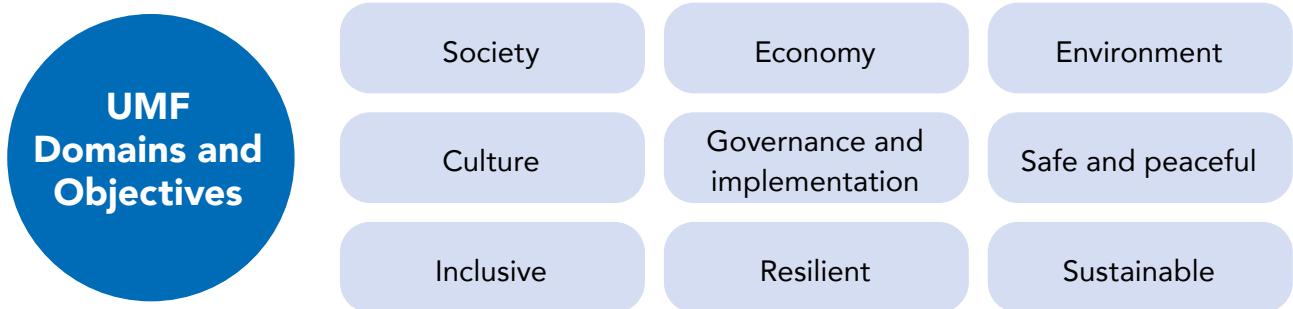 UMF
Domains and
Objectives
Society
Economy
Environment
Culture
Governance and
implementation
Safe and peaceful
Inclusive
Resilient
Sustainable